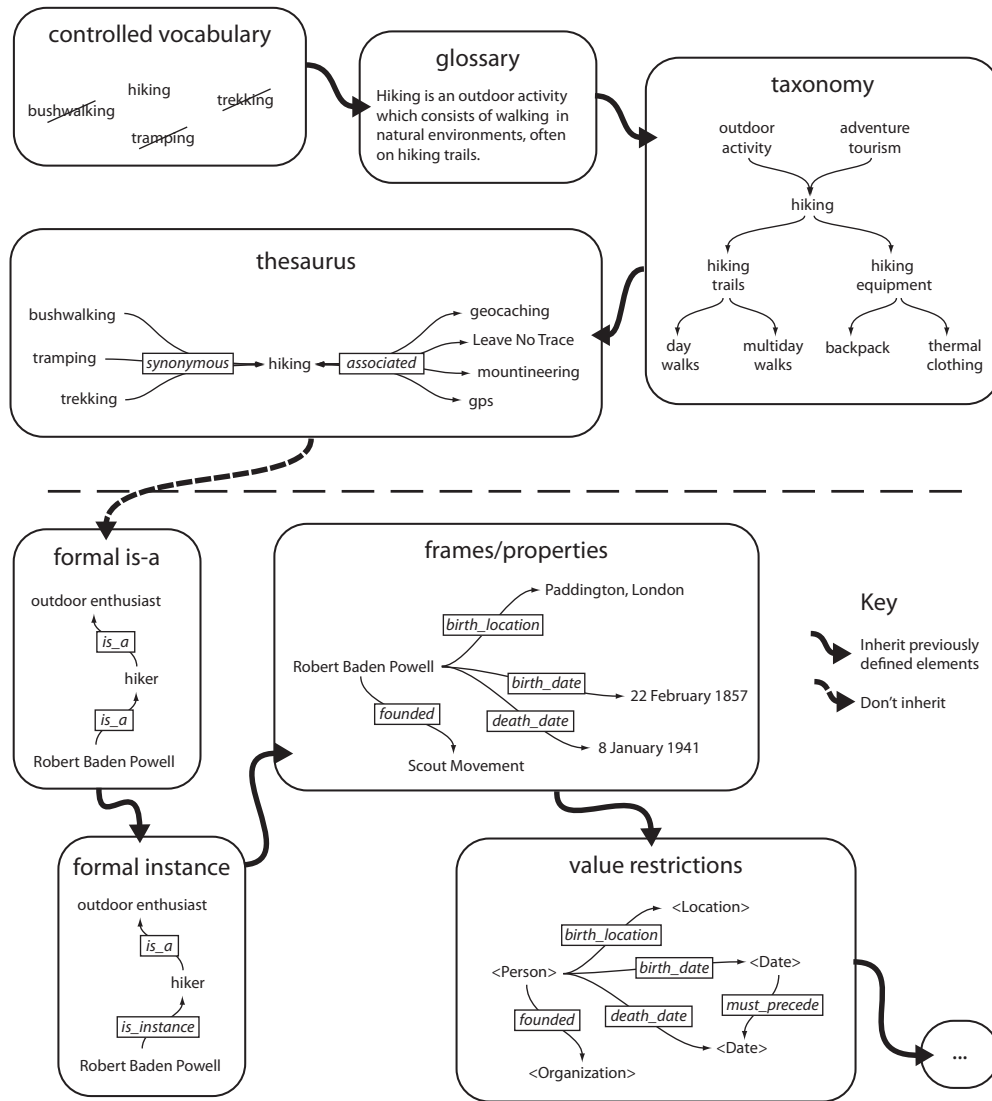 controlled vocabulary
hiking
bushwalking
trekking
tramping
glossary
Hiking is an outdoor activity
which consists of walking in
natural environments, often
on hiking trails.
taxonomy
outdoor
activity
adventure
tourism
hiking
hiking
trails
hiking
equipment
day
walks
multiday
walks
backpack
thermal
clothing
thesaurus
bushwalking
tramping
trekking
synonymous
hiking
associated
geocaching
Leave No Trace
mountineering
gps
formal is-a
outdoor enthusiast
is_a
hiker
is_a
Robert Baden Powell
frames/properties
Paddington, London
birth_location
Robert Baden Powell
birth_date
22 February 1857
founded
death_date
8 January 1941
Scout Movement
Key
Inherit previously
defined elements
Don't inherit
formal instance
outdoor enthusiast
is_a
hiker
is_instance
Robert Baden Powell
value restrictions
<Location>
birth_location
<Person>
birth_date
<Date>
must_precede
founded
death_date
<Date>
<Organization>
...